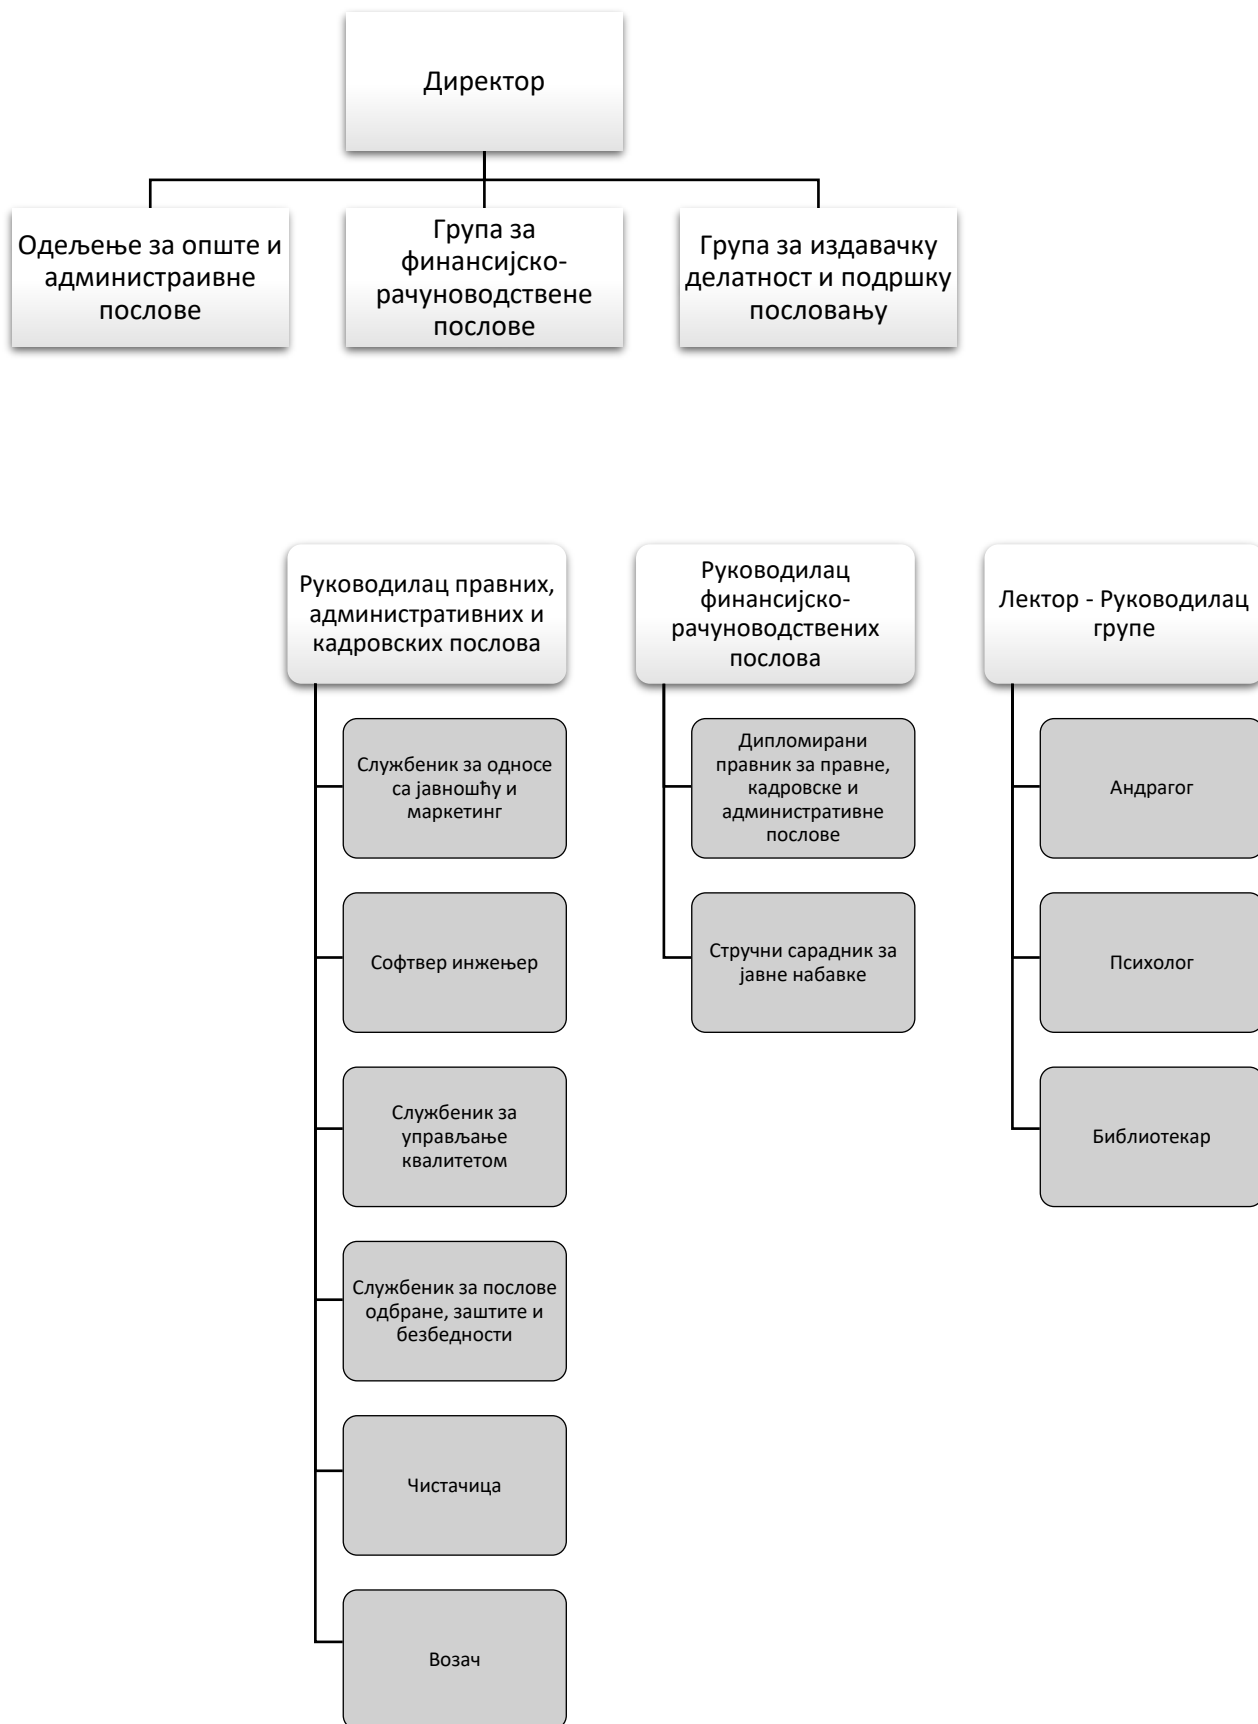 Директор
Одељење за опште и
администраивне
послове
Група за
финансијско-
рачуноводствене
послове
Група за издавачку
делатност и подршку
пословању
Руководилац правних,
административних и
кадровских послова
Службеник за односе
са јавношћу и
маркетинг
Софтвер инжењер
Службеник за
управљање
квалитетом
Службеник за послове
одбране, заштите и
безбедности
Чистачица
Возач
Руководилац
финансијско-
рачуноводствених
послова
Дипломирани
правник за правне,
кадровске и
административне
послове
Стручни сарадник за
јавне набавке
Лектор - Руководилац
групе
Андрагог
Психолог
Библиотекар